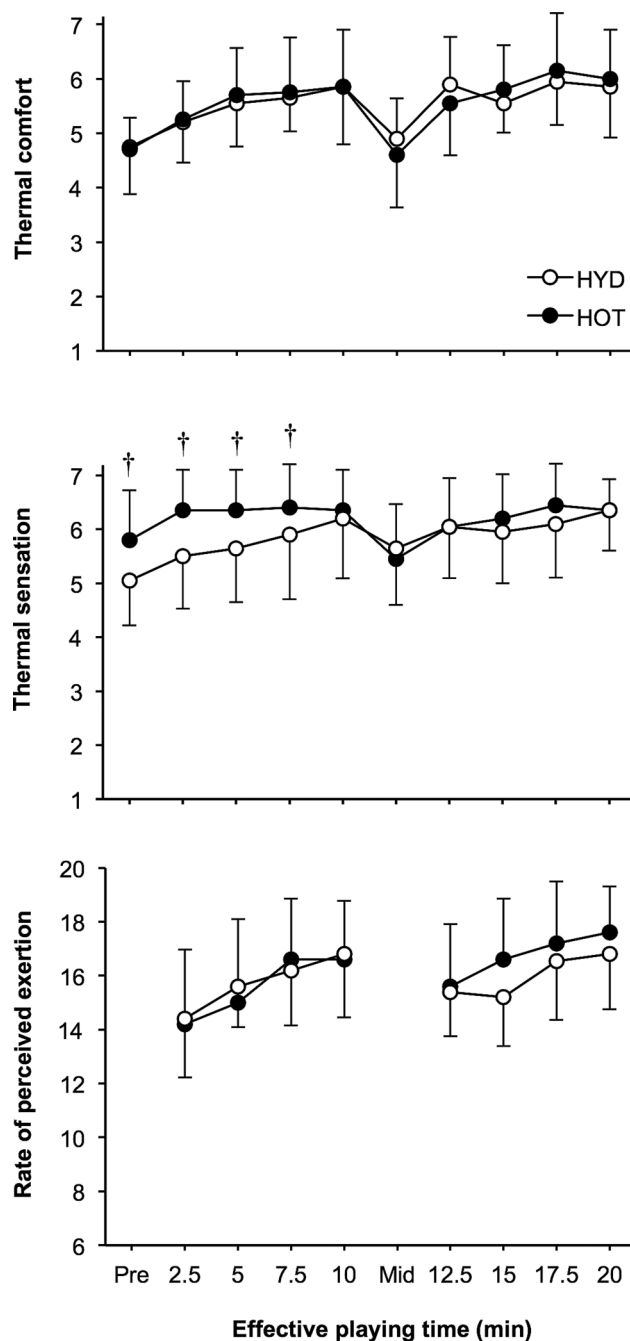 7
6
5
4
3
2
1
Thermal comfort
HYD
HOT
† † † †
7
6
5
4
3
2
1
Thermal sensation
20
18
16
14
12
10
8
6
Rate of perceived exertion
Pre 2.5 5 7.5 10 Mid 12.5 15 17.5 20
Effective playing time (min)